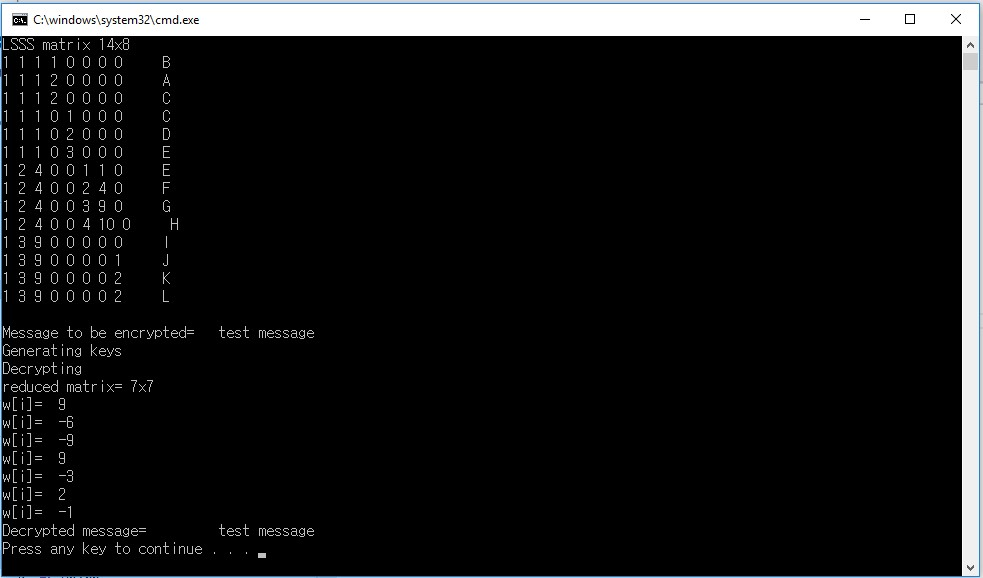 C:\windows\system32\cmd.exe
LSSS matrix 14x8
1 1 1 1 0 0 0 0 B
1 1 1 2 0 0 0 0 A
1 1 1 2 0 0 0 0 C
1 1 1 0 1 0 0 0 C
1 1 1 0 2 0 0 0 D
1 1 1 0 3 0 0 0 E
1 2 4 0 0 1 1 0 E
1 2 4 0 0 2 4 0 F
1 2 4 0 0 3 9 0 G
1 2 4 0 0 4 10 0 H
1 3 9 0 0 0 0 0 I
1 3 9 0 0 0 0 1 J
1 3 9 0 0 0 0 2 K
1 3 9 0 0 0 0 2 L
Message to be encrypted= test message
Generating keys
Decrypting
reduced matrix= 7x7
w[i]= 9
w[i]= -6
w[i]= -9
w[i]= 9
w[i]= -3
w[i]= 2
w[i]= -1
Decrypted message= test message
Press any key to continue . . .